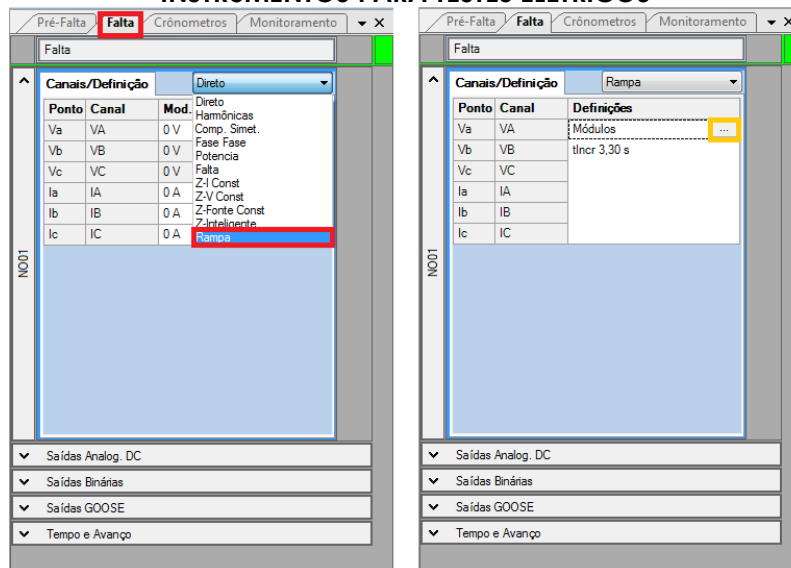 INSTRUMENTOS PARA TESTES ELÉTRICOS
Pré-Falta Falta Crônometros Monitoramento
Falta
Canais/Definição Direto
Ponto Canal Mod.
Va VA 0 V
Vb VB 0 V
Vc VC 0 V
Ia IA 0 A
Ib IB 0 A
Ic IC 0 A
Direto
Harmônicas
Comp. Simet.
Fase Fase
Potencia
Falta
Z-I Const
Z-V Const
Z-Fonte Const
Z-Inteligente
Rampa
NO01
Saídas Analog. DC
Saídas Binárias
Saídas GOOSE
Tempo e Avanço
Pré-Falta Falta Crônometros Monitoramento
Falta
Canais/Definição Rampa
Ponto Canal Definições
Va VA Módulos ...
Vb VB tIncr 3,30 s
Vc VC
Ia IA
Ib IB
Ic IC
NO01
Saídas Analog. DC
Saídas Binárias
Saídas GOOSE
Tempo e Avanço